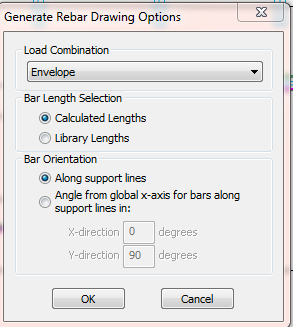 Generate Rebar Drawing Options
Load Combination
Envelope
Bar Length Selection
Calculated Lengths
Library Lengths
Bar Orientation
Along support lines
Angle from global x-axis for bars along
support lines in:
X-direction 0 degrees
Y-direction 90 degrees
OK Cancel